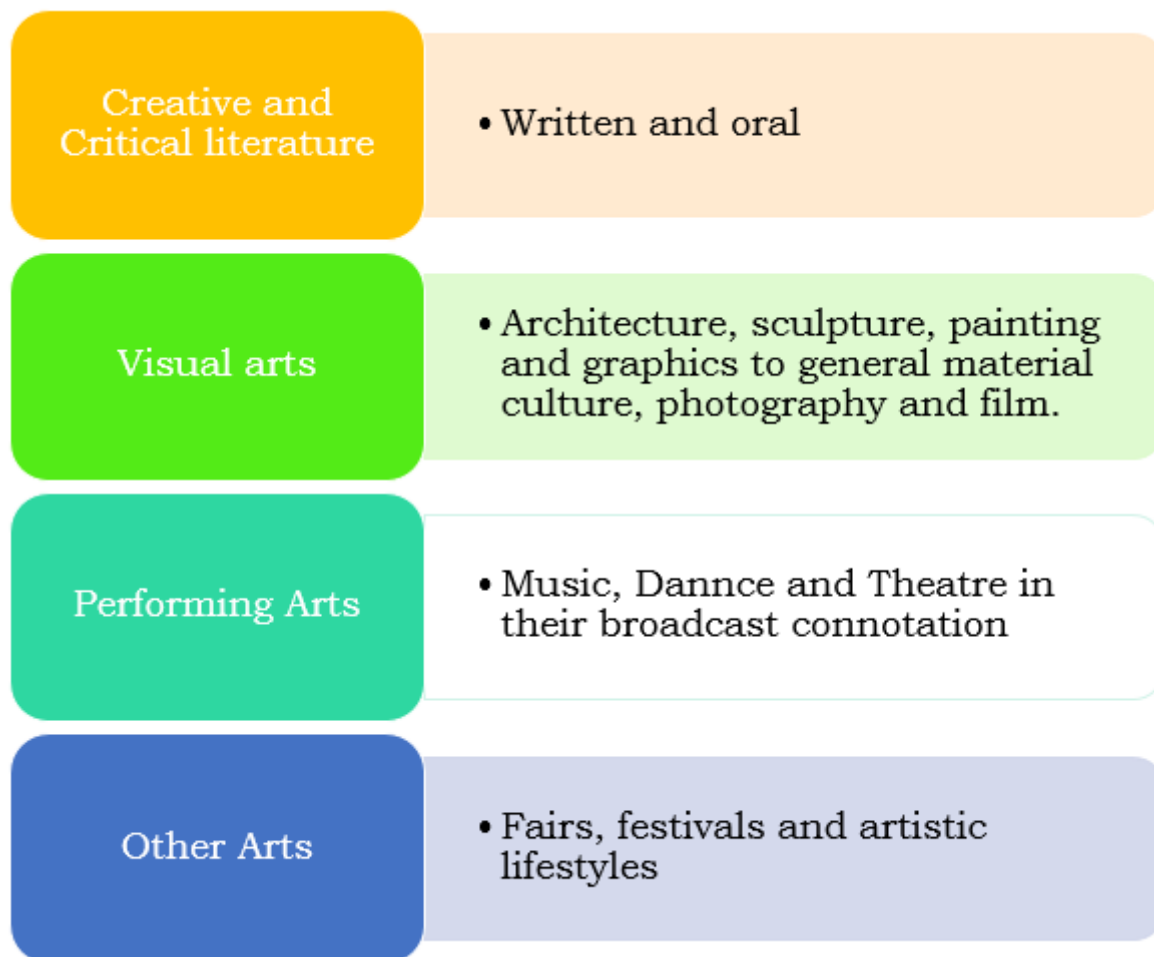 Creative and
Critical literature
• Written and oral
Visual arts
• Architecture, sculpture, painting
and graphics to general material
culture, photography and film.
Performing Arts
• Music, Dannce and Theatre in
their broadcast connotation
Other Arts
• Fairs, festivals and artistic
lifestyles